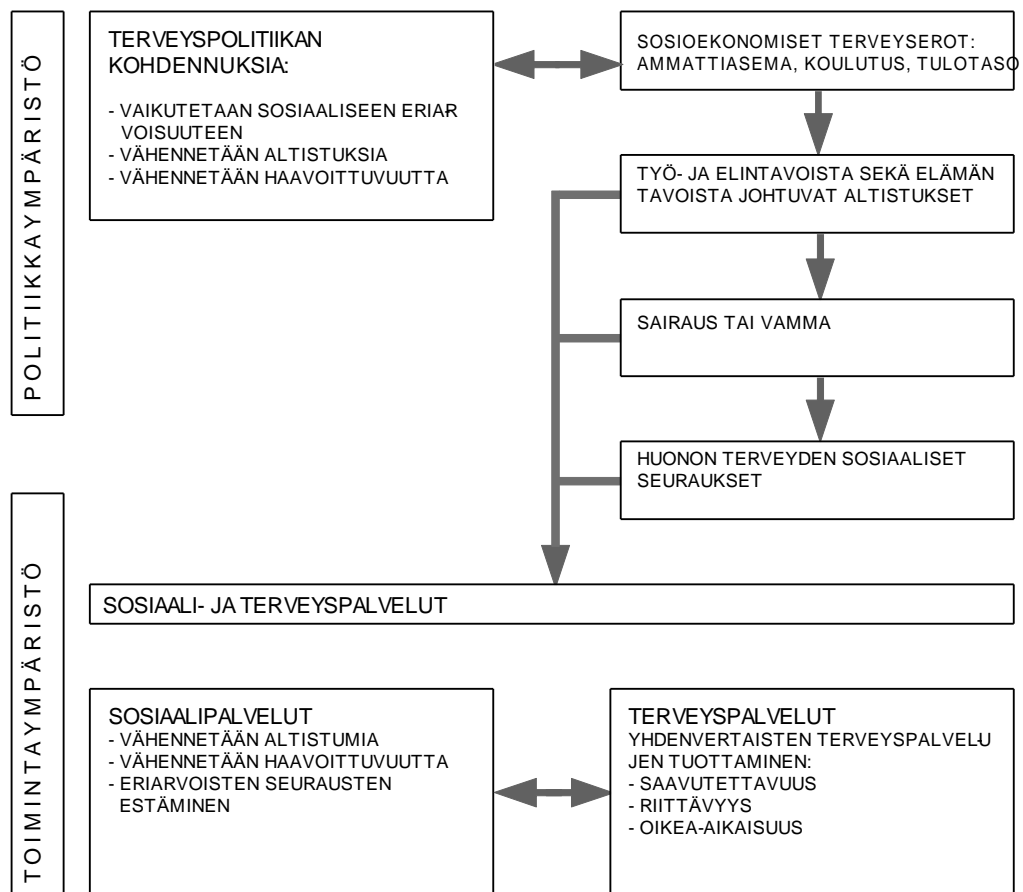 POLITIIKKAYMPÄRISTÖ
TERVEYSPOLITIIKAN
KOHDENNUKSIA:
- VAIKUTETAAN SOSIAALISEEN ERIAR-
VOISUUTEEN
- VÄHENNETÄÄN ALTISTUKSIA
- VÄHENNETÄÄN HAAVOITTUVUUTTA
SOSIOEKONOMISET TERVEYSEROT:
AMMATTIASEMA, KOULUTUS, TULOTASO
TYÖ- JA ELINTAVOISTA SEKÄ ELÄMÄN
TAVOISTA JOHTUVAT ALTISTUKSET
SAIRAUS TAI VAMMA
HUONON TERVEYDEN SOSIAALISET
SEURAUKSET
TOIMINTAYMPÄRISTÖ
SOSIAALI- JA TERVEYSPALVELUT
SOSIAALIPALVELUT
- VÄHENNETÄÄN ALTISTUMIA
- VÄHENNETÄÄN HAAVOITTUVUUTTA
- ERIARVOISTEN SEURAUSTEN
ESTÄMINEN
TERVEYSPALVELUT
YHDENVERTAISTEN TERVEYSPALVELU-
JEN TUOTTAMINEN:
- SAAVUTETTAVUUS
- RIITTÄVYYS
- OIKEA-AIKAISUUS